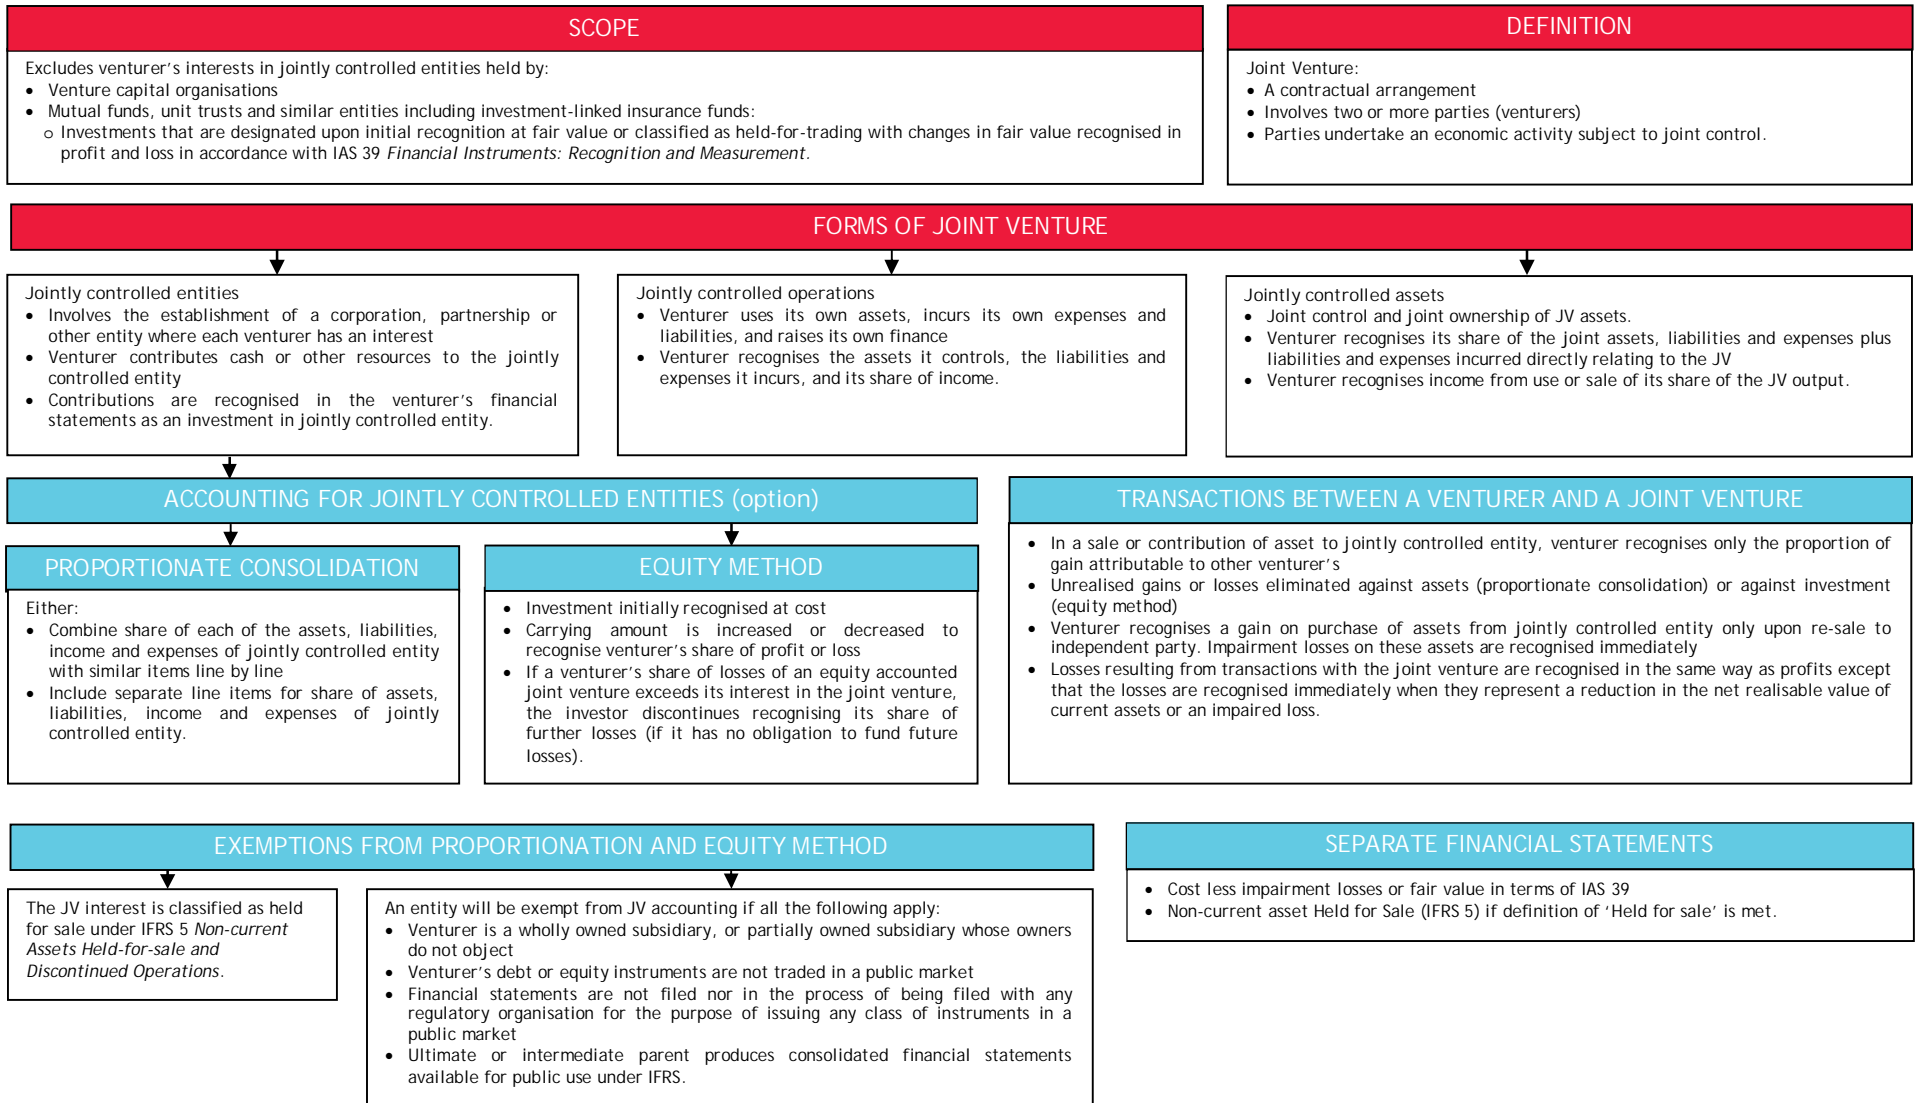 SCOPE
Excludes venturer's interests in jointly controlled entities held by:
• Venture capital organisations
• Mutual funds, unit trusts and similar entities including investment-linked insurance funds:
o Investments that are designated upon initial recognition at fair value or classified as held-for-trading with changes in fair value recognised in
profit and loss in accordance with IAS 39 Financial Instruments: Recognition and Measurement.
DEFINITION
Joint Venture:
• A contractual arrangement
• Involves two or more parties (venturers)
• Parties undertake an economic activity subject to joint control.
FORMS OF JOINT VENTURE
Jointly controlled entities
• Involves the establishment of a corporation, partnership or
other entity where each venturer has an interest
• Venturer contributes cash or other resources to the jointly
controlled entity
• Contributions are recognised in the venturer's financial
statements as an investment in jointly controlled entity.
Jointly controlled operations
• Venturer uses its own assets, incurs its own expenses and
liabilities, and raises its own finance
• Venturer recognises the assets it controls, the liabilities and
expenses it incurs, and its share of income.
Jointly controlled assets
• Joint control and joint ownership of JV assets.
• Venturer recognises its share of the joint assets, liabilities and expenses plus
liabilities and expenses incurred directly relating to the JV
• Venturer recognises income from use or sale of its share of the JV output.
ACCOUNTING FOR JOINTLY CONTROLLED ENTITIES (option)
PROPORTIONATE CONSOLIDATION
Either:
• Combine share of each of the assets, liabilities,
income and expenses of jointly controlled entity
with similar items line by line
• Include separate line items for share of assets,
liabilities, income and expenses of jointly
controlled entity.
EQUITY METHOD
• Investment initially recognised at cost
• Carrying amount is increased or decreased to
recognise venturer's share of profit or loss
• If a venturer's share of losses of an equity accounted
joint venture exceeds its interest in the joint venture,
the investor discontinues recognising its share of
further losses (if it has no obligation to fund future
losses).
TRANSACTIONS BETWEEN A VENTURER AND A JOINT VENTURE
• In a sale or contribution of asset to jointly controlled entity, venturer recognises only the proportion of
gain attributable to other venturer's
• Unrealised gains or losses eliminated against assets (proportionate consolidation) or against investment
(equity method)
• Venturer recognises a gain on purchase of assets from jointly controlled entity only upon re-sale to
independent party. Impairment losses on these assets are recognised immediately
• Losses resulting from transactions with the joint venture are recognised in the same way as profits except
that the losses are recognised immediately when they represent a reduction in the net realisable value of
current assets or an impaired loss.
EXEMPTIONS FROM PROPORTIONATION AND EQUITY METHOD
The JV interest is classified as held
for sale under IFRS 5 Non-current
Assets Held-for-sale and
Discontinued Operations.
An entity will be exempt from JV accounting if all the following apply:
• Venturer is a wholly owned subsidiary, or partially owned subsidiary whose owners
do not object
• Venturer's debt or equity instruments are not traded in a public market
• Financial statements are not filed nor in the process of being filed with any
regulatory organisation for the purpose of issuing any class of instruments in a
public market
• Ultimate or intermediate parent produces consolidated financial statements
available for public use under IFRS.
SEPARATE FINANCIAL STATEMENTS
• Cost less impairment losses or fair value in terms of IAS 39
• Non-current asset Held for Sale (IFRS 5) if definition of 'Held for sale' is met.